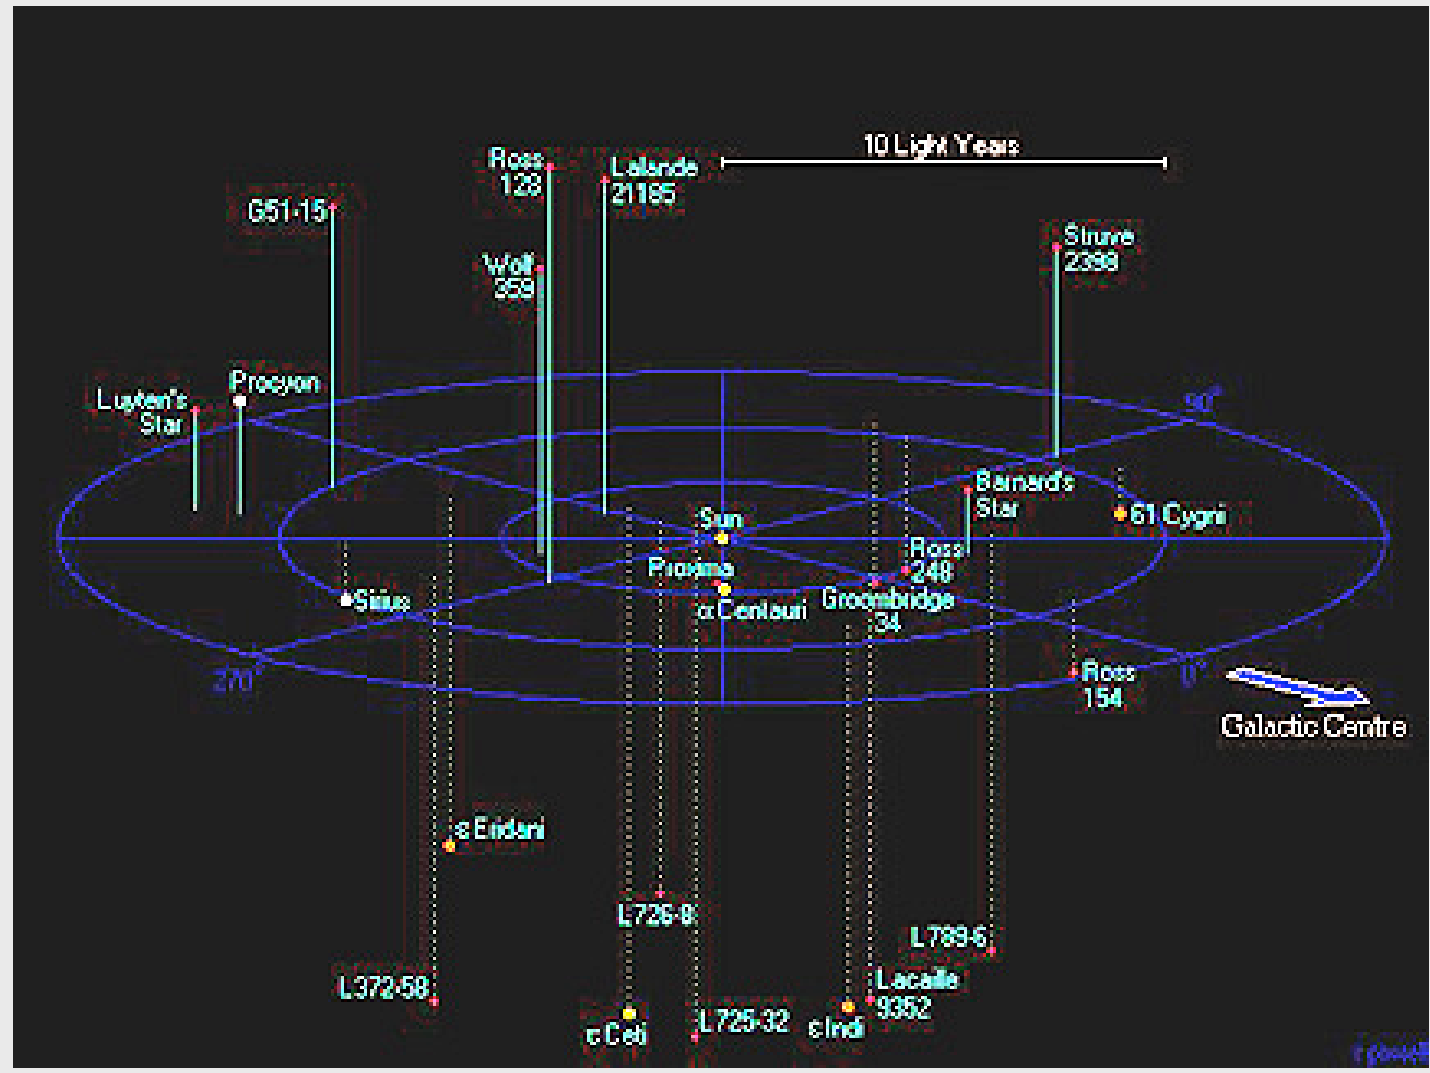 10 Light Years
Ross
128
Lalande
21185
G51-15
Struve
2398
Wolf
359
Procyon
Luyten's
Star
90°
Barnard's
Star
61 Cygni
Sun
Ross
248
Proxima
Sirius
α Centauri
Groombridge
34
270°
Ross
154
0°
Galactic Centre
ε Eridani
L726-8
L789-6
L372-58
Lacaille
9352
τ Ceti
L725-32
ε Indi